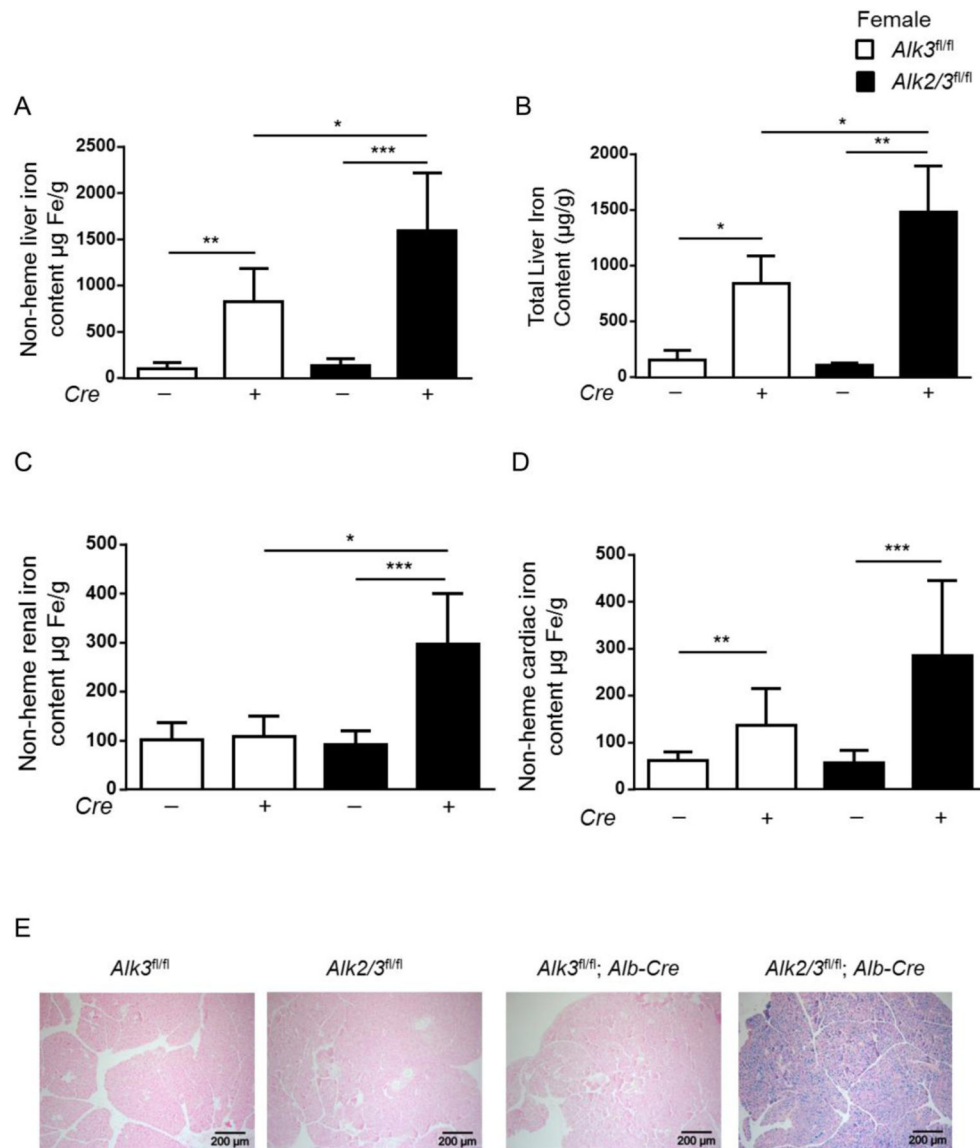 Female
Alk3fl/fl
Alk2/3fl/fl
A
Non-heme liver iron
content µg Fe/g
2500
2000
1500
1000
500
0
*
***
**
Cre − + − +
B
Total Liver Iron
Content (µg/g)
2000
1500
1000
500
0
*
**
*
Cre − + − +
C
Non-heme renal iron
content µg Fe/g
500
400
300
200
100
0
*
***
Cre − + − +
D
Non-heme cardiac iron
content µg Fe/g
500
400
300
200
100
0
***
**
Cre − + − +
E
Alk3fl/fl
Alk2/3fl/fl
Alk3fl/fl; Alb-Cre
Alk2/3fl/fl; Alb-Cre
200 µm
200 µm
200 µm
200 µm